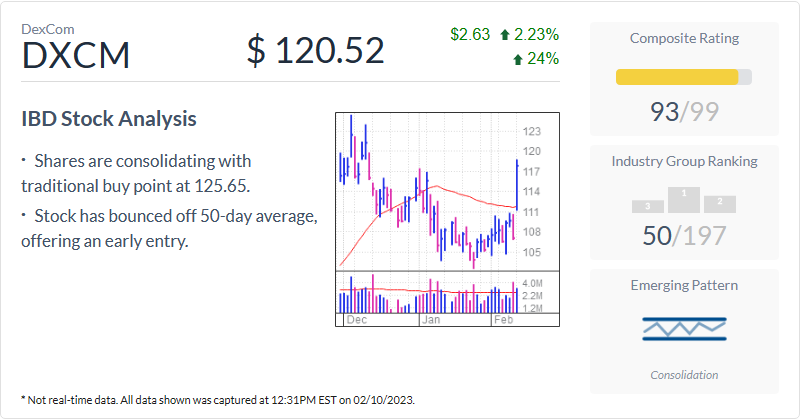 DexCom
DXCM
$ 120.52
$2.63 2.23%
24%
IBD Stock Analysis
· Shares are consolidating with
traditional buy point at 125.65.
· Stock has bounced off 50-day average,
offering an early entry.
123
120
117
114
111
108
105
4.0M
2.2M
1.2M
Dec
Jan
Feb
Composite Rating
93/99
Industry Group Ranking
3
1
2
50/197
Emerging Pattern
Consolidation
* Not real-time data. All data shown was captured at 12:31PM EST on 02/10/2023.